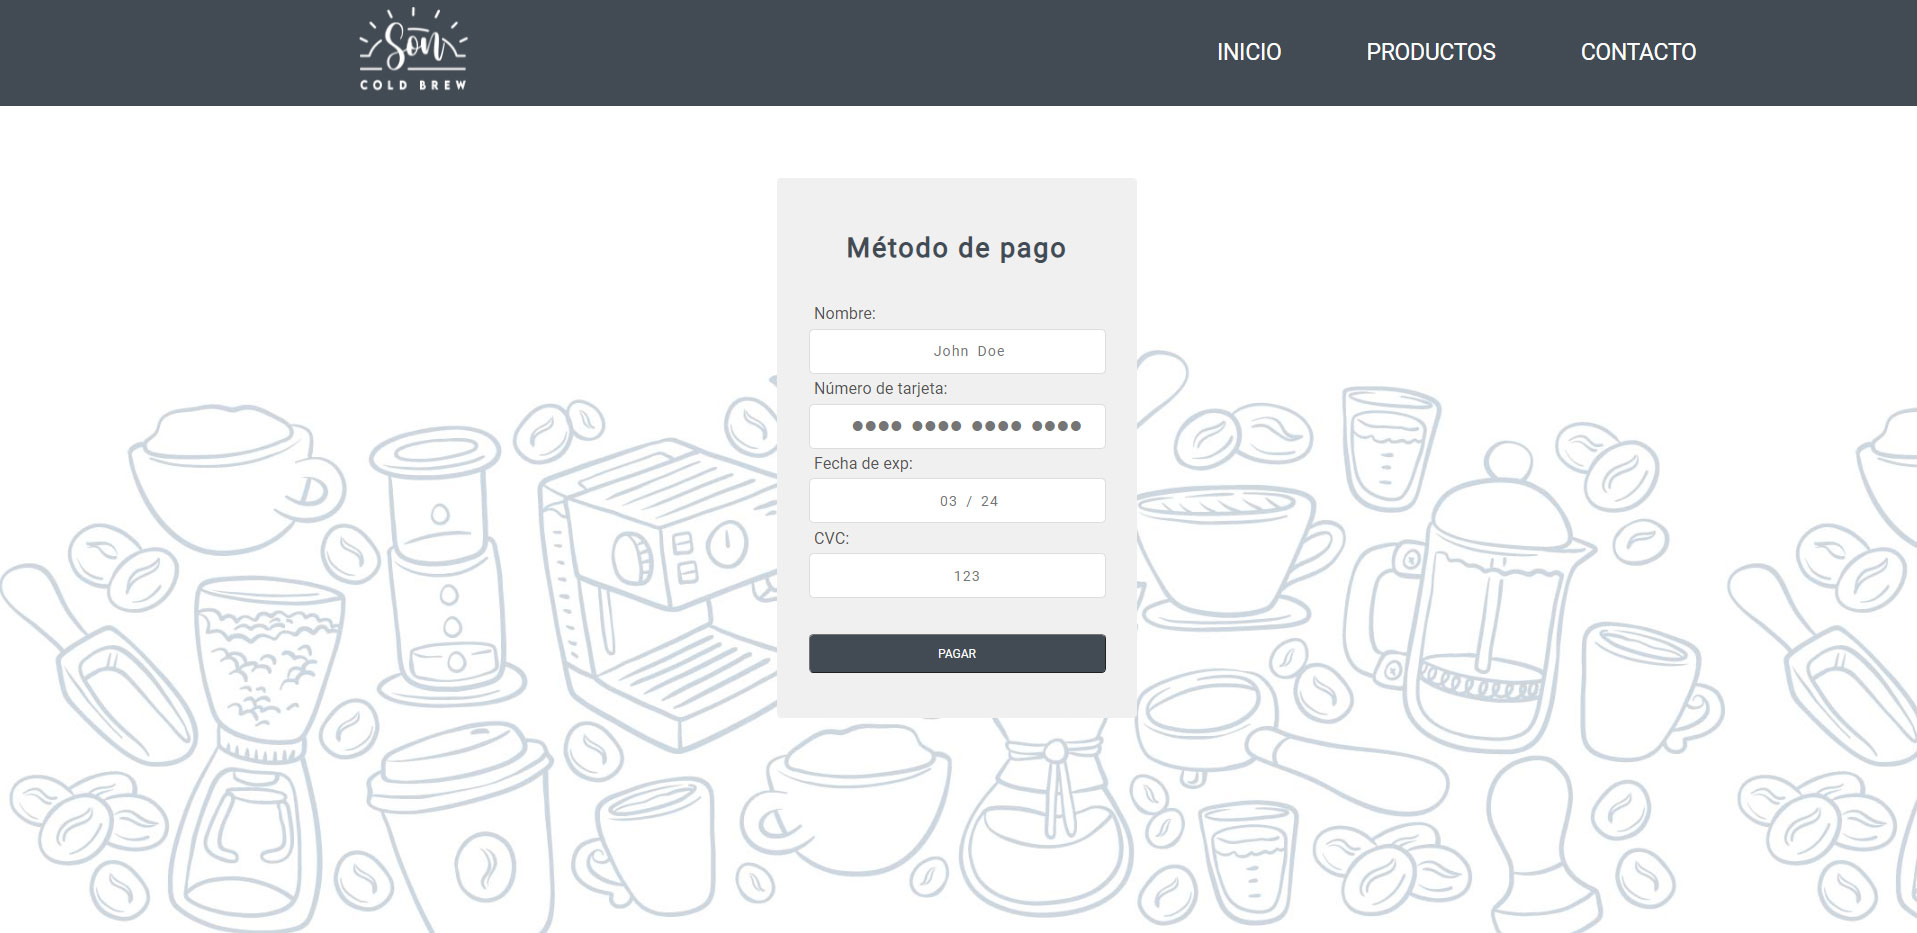 Son
COLD BREW
INICIO PRODUCTOS CONTACTO
Método de pago
Nombre:
John Doe
Número de tarjeta:
●●●● ●●●● ●●●● ●●●●
Fecha de exp:
03 / 24
CVC:
123
PAGAR